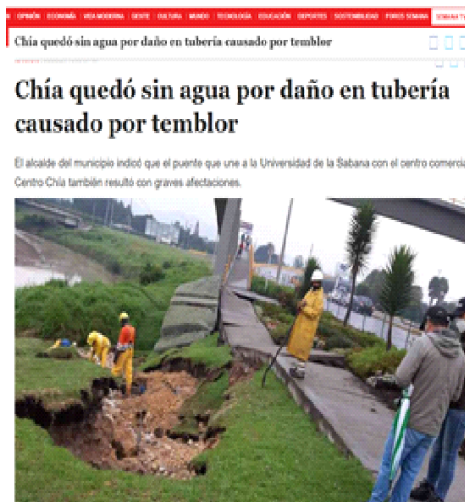 OPINIÓN | ECONOMÍA | VIDA MODERNA | GENTE | CULTURA | MUNDO | TECNOLOGÍA | EDUCACIÓN | DEPORTES | SOSTENIBILIDAD | FOROS SEMANA | SEMANA TV
Chía quedó sin agua por daño en tubería causado por temblor
Chía quedó sin agua por daño en tubería
causado por temblor
El alcalde del municipio indicó que el puente que une a la Universidad de la Sabana con el centro
Centro Chía también resultó con graves afectaciones.